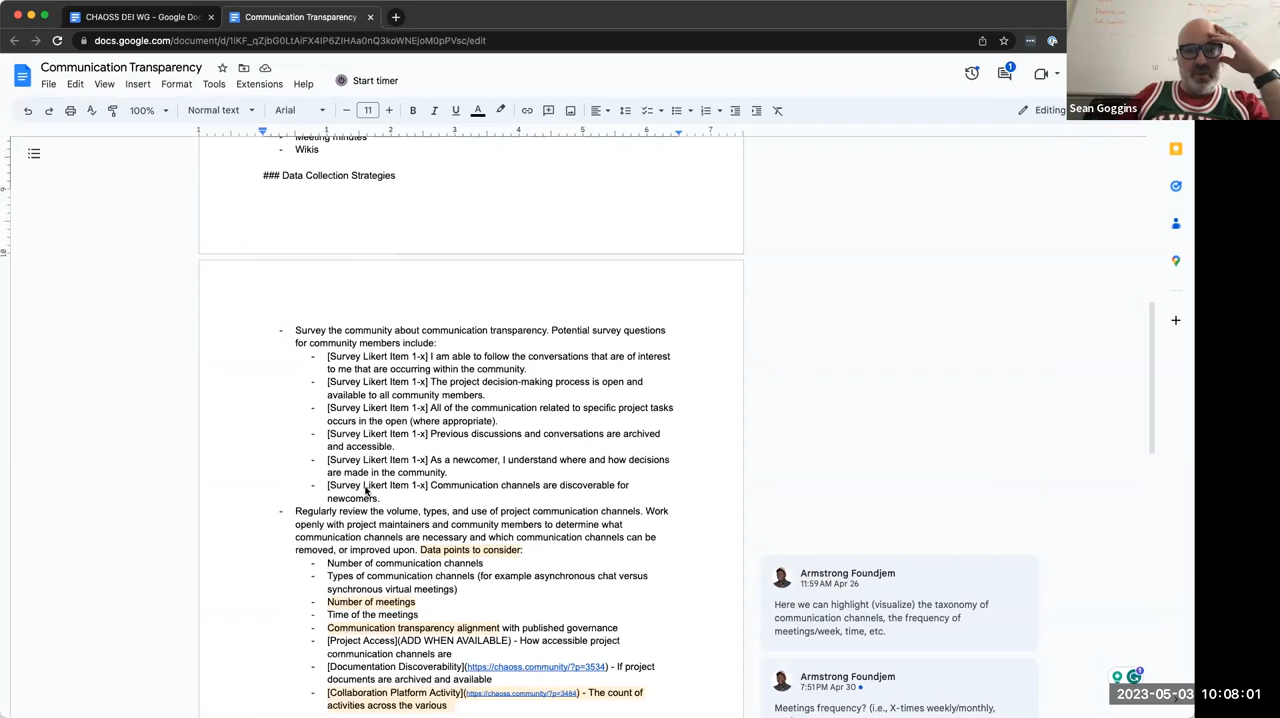 CHAOSS DEI WG - Google Doc
Communication Transparency
docs.google.com/document/d/1iKF_qZjbG0LtAiFX4IP6ZIHAa0nQ3koWNEjoM0pPVsc/edit
Communication Transparency
File Edit View Insert Format Tools Extensions Help
Start timer
1
100%
Normal text
Arial
11
B I U A
Editing
Sean Goggins
1 1 2 3 4 5 6 7
- Meeting minutes
- Wikis
### Data Collection Strategies
9
10
- Survey the community about communication transparency. Potential survey questions
for community members include:
- [Survey Likert Item 1-x] I am able to follow the conversations that are of interest
to me that are occurring within the community.
- [Survey Likert Item 1-x] The project decision-making process is open and
available to all community members.
- [Survey Likert Item 1-x] All of the communication related to specific project tasks
occurs in the open (where appropriate).
- [Survey Likert Item 1-x] Previous discussions and conversations are archived
and accessible.
- [Survey Likert Item 1-x] As a newcomer, I understand where and how decisions
are made in the community.
- [Survey Likert Item 1-x] Communication channels are discoverable for
newcomers.
- Regularly review the volume, types, and use of project communication channels. Work
openly with project maintainers and community members to determine what
communication channels are necessary and which communication channels can be
removed, or improved upon. Data points to consider:
- Number of communication channels
- Types of communication channels (for example asynchronous chat versus
synchronous virtual meetings)
- Number of meetings
- Time of the meetings
- Communication transparency alignment with published governance
- [Project Access](ADD WHEN AVAILABLE) - How accessible project
communication channels are
- [Documentation Discoverability](https://chaoss.community/?p=3534) - If project
documents are archived and available
- [Collaboration Platform Activity](https://chaoss.community/?p=3484) - The count of
activities across the various
Armstrong Foundjem
11:59 AM Apr 26
Here we can highlight (visualize) the taxonomy of
communication channels, the frequency of
meetings/week, time, etc.
Armstrong Foundjem
7:51 PM Apr 30
Meetings frequency? (i.e., X-times weekly/monthly,
1
2023-05-03 10:08:01